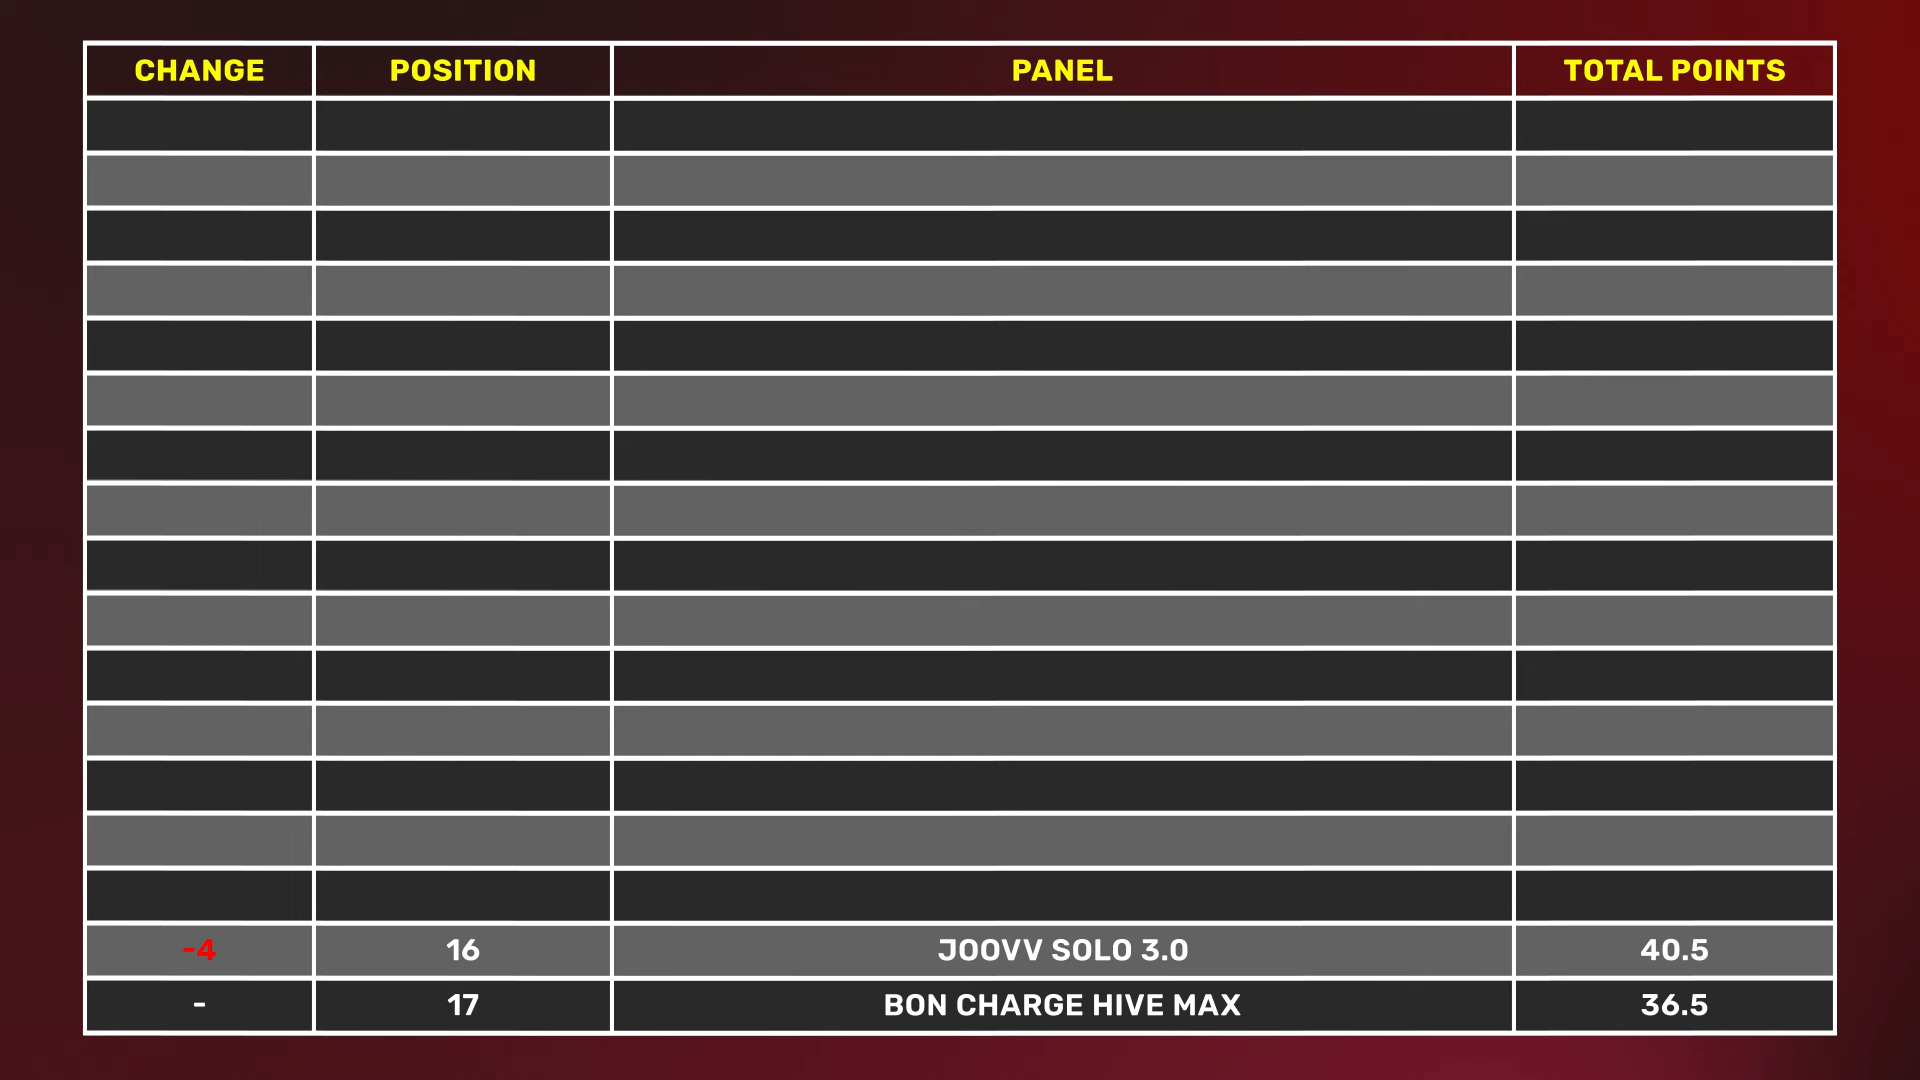 CHANGE POSITION PANEL TOTAL POINTS
-4 16 JOOVV SOLO 3.0 40.5
- 17 BON CHARGE HIVE MAX 36.5